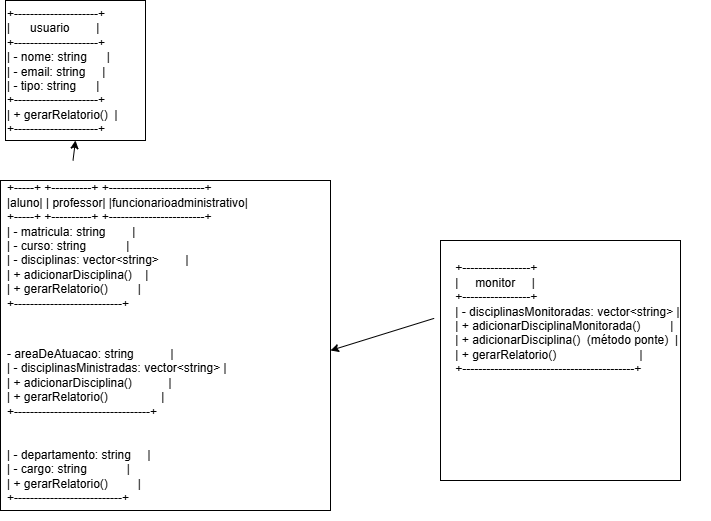 +---------------------+
| usuario |
+---------------------+
| - nome: string |
| - email: string |
| - tipo: string |
+---------------------+
| + gerarRelatorio() |
+---------------------+
+-----+ +----------+ +------------------------+
|aluno| | professor| |funcionarioadministrativo|
+-----+ +----------+ +------------------------+
| - matricula: string |
| - curso: string |
| - disciplinas: vector<string> |
| + adicionarDisciplina() |
| + gerarRelatorio() |
+---------------------------+
- areaDeAtuacao: string |
| - disciplinasMinistradas: vector<string> |
| + adicionarDisciplina() |
| + gerarRelatorio() |
+----------------------------------+
| - departamento: string |
| - cargo: string |
| + gerarRelatorio() |
+---------------------------+
+-----------------+
| monitor |
+-----------------+
| - disciplinasMonitoradas: vector<string> |
| + adicionarDisciplinaMonitorada() |
| + adicionarDisciplina() (método ponte) |
| + gerarRelatorio() |
+-------------------------------------------+